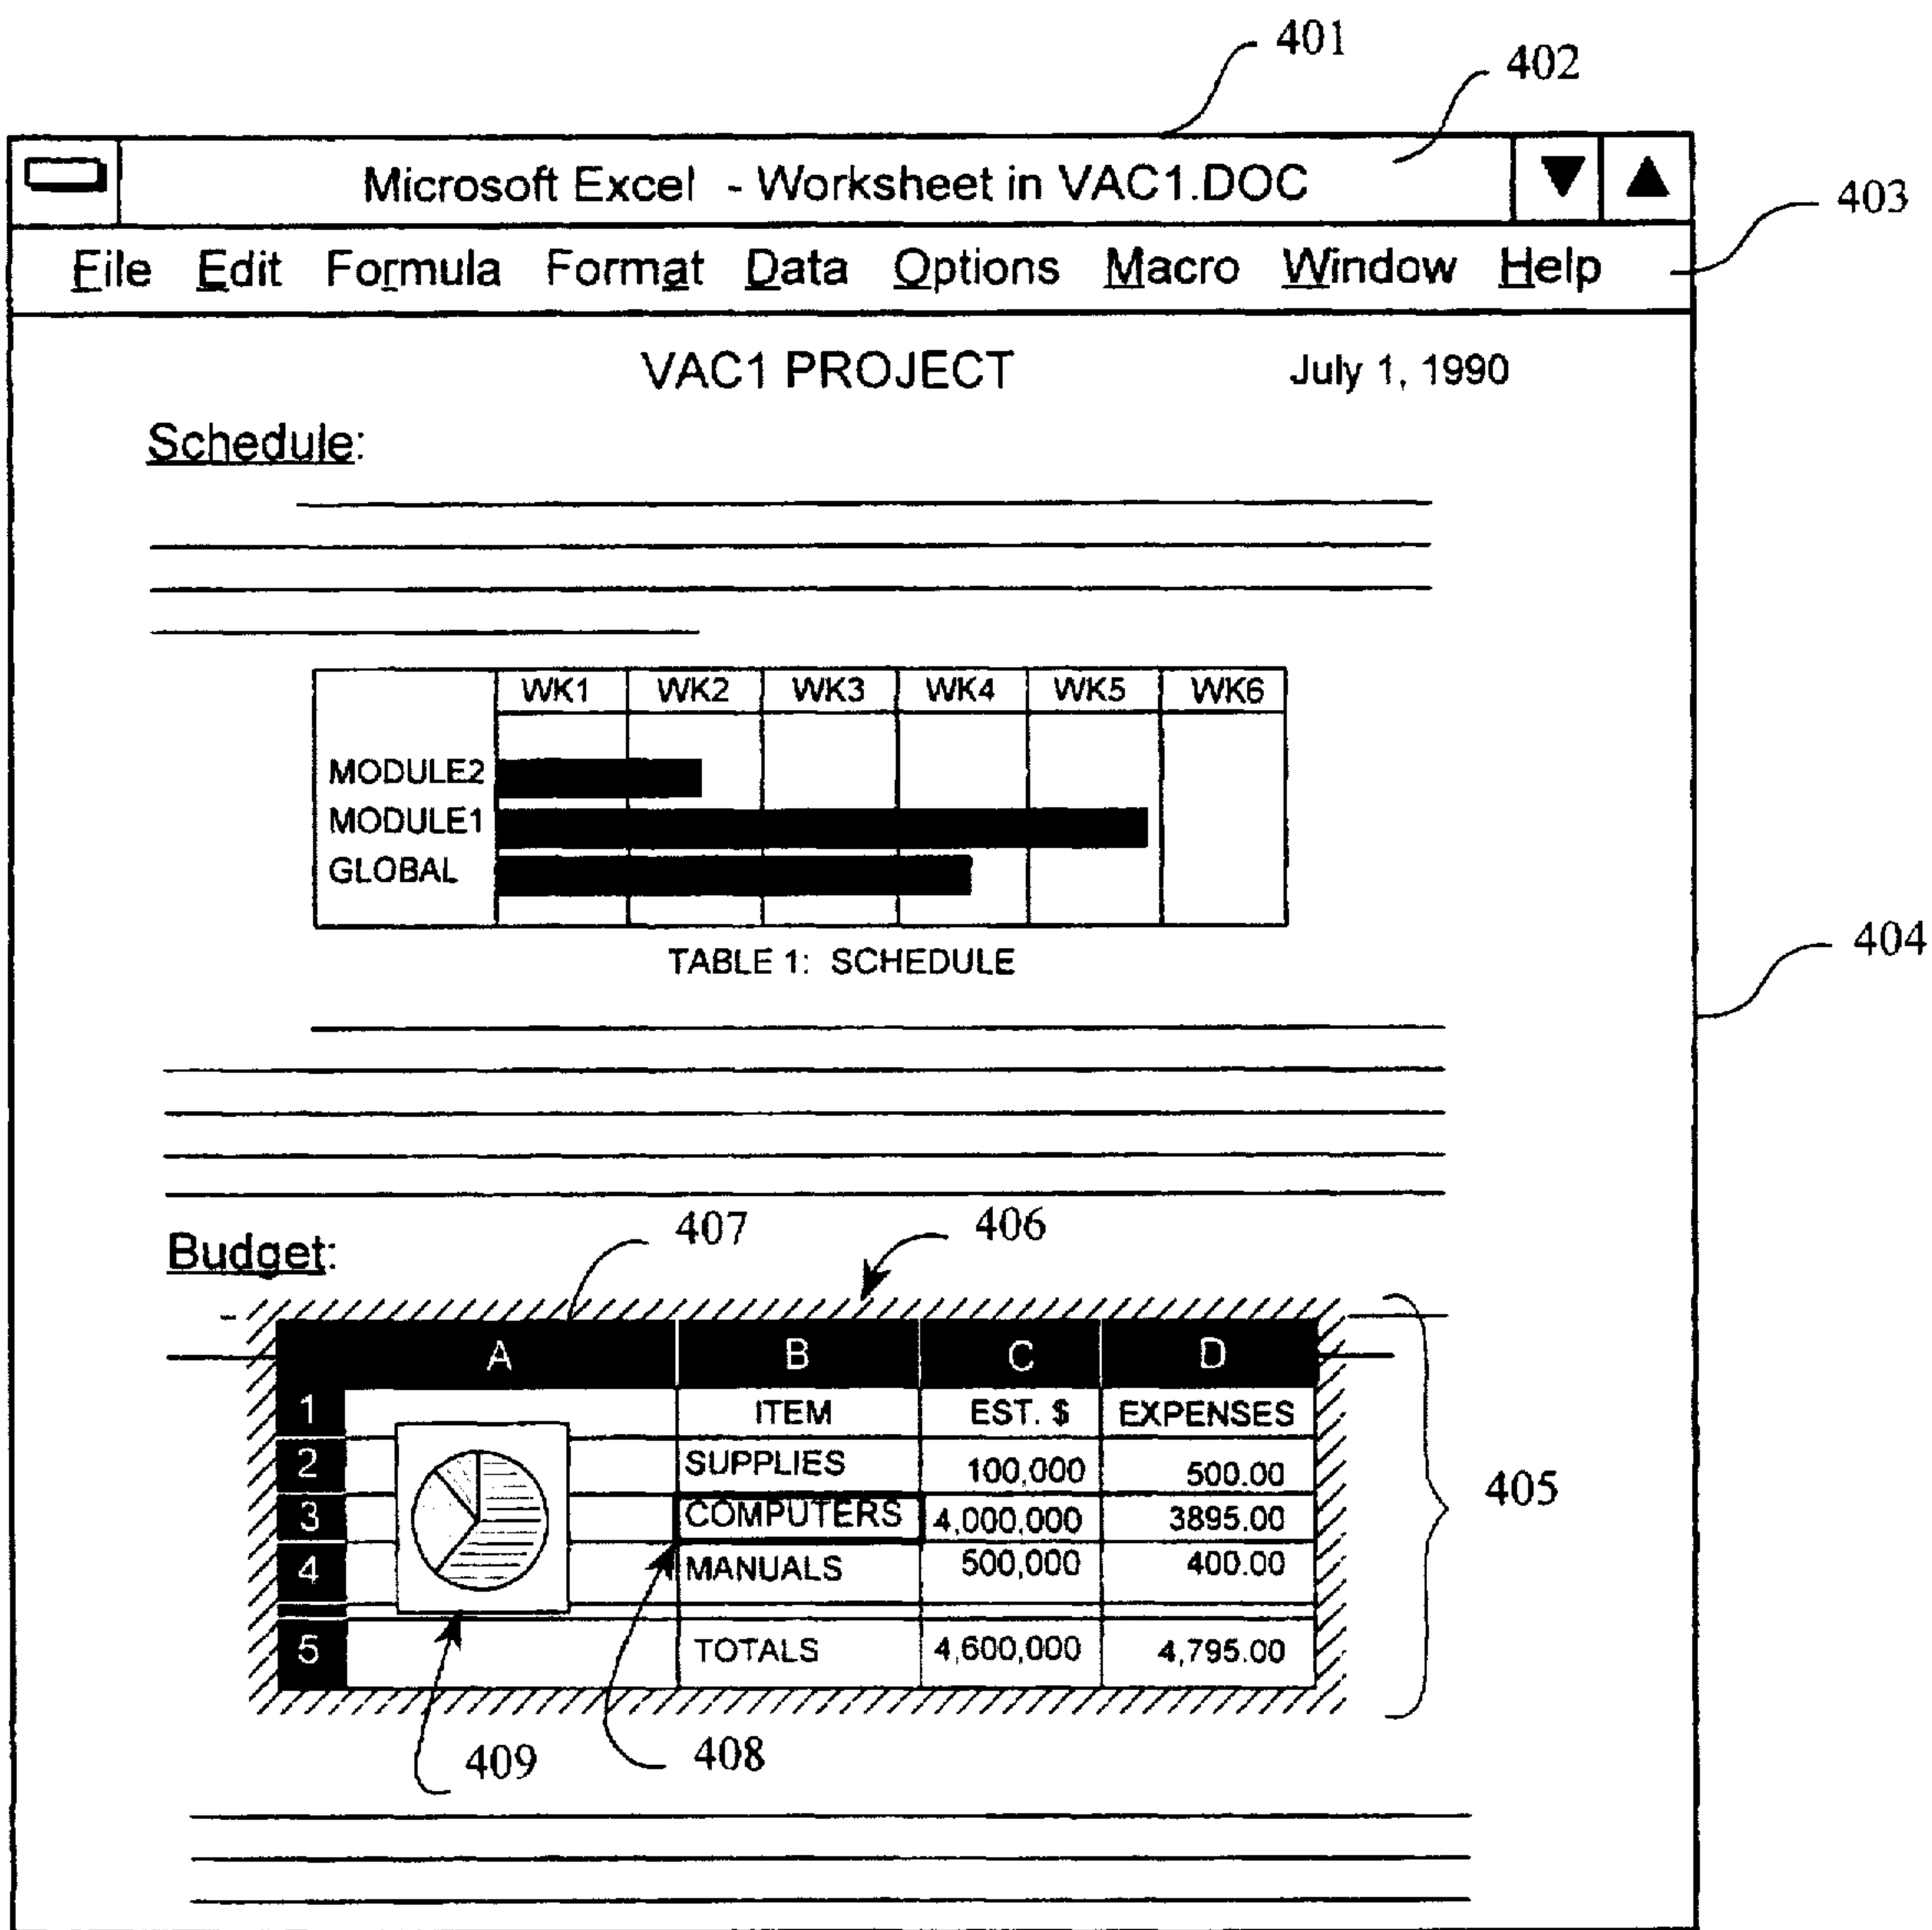 401
402
Microsoft Excel - Worksheet in VAC1.DOC
403
File Edit Formula Format Data Options Macro Window Help
VAC1 PROJECT July 1, 1990
Schedule:
WK1 WK2 WK3 WK4 WK5 WK6
MODULE2
MODULE1
GLOBAL
404
TABLE 1: SCHEDULE
407 406
Budget:
A B C D
1 ITEM EST. $ EXPENSES
2 SUPPLIES 100,000 500.00
405
3 COMPUTERS 4,000,000 3895.00
4 MANUALS 500,000 400.00
5 TOTALS 4,600,000 4,795.00
409 408